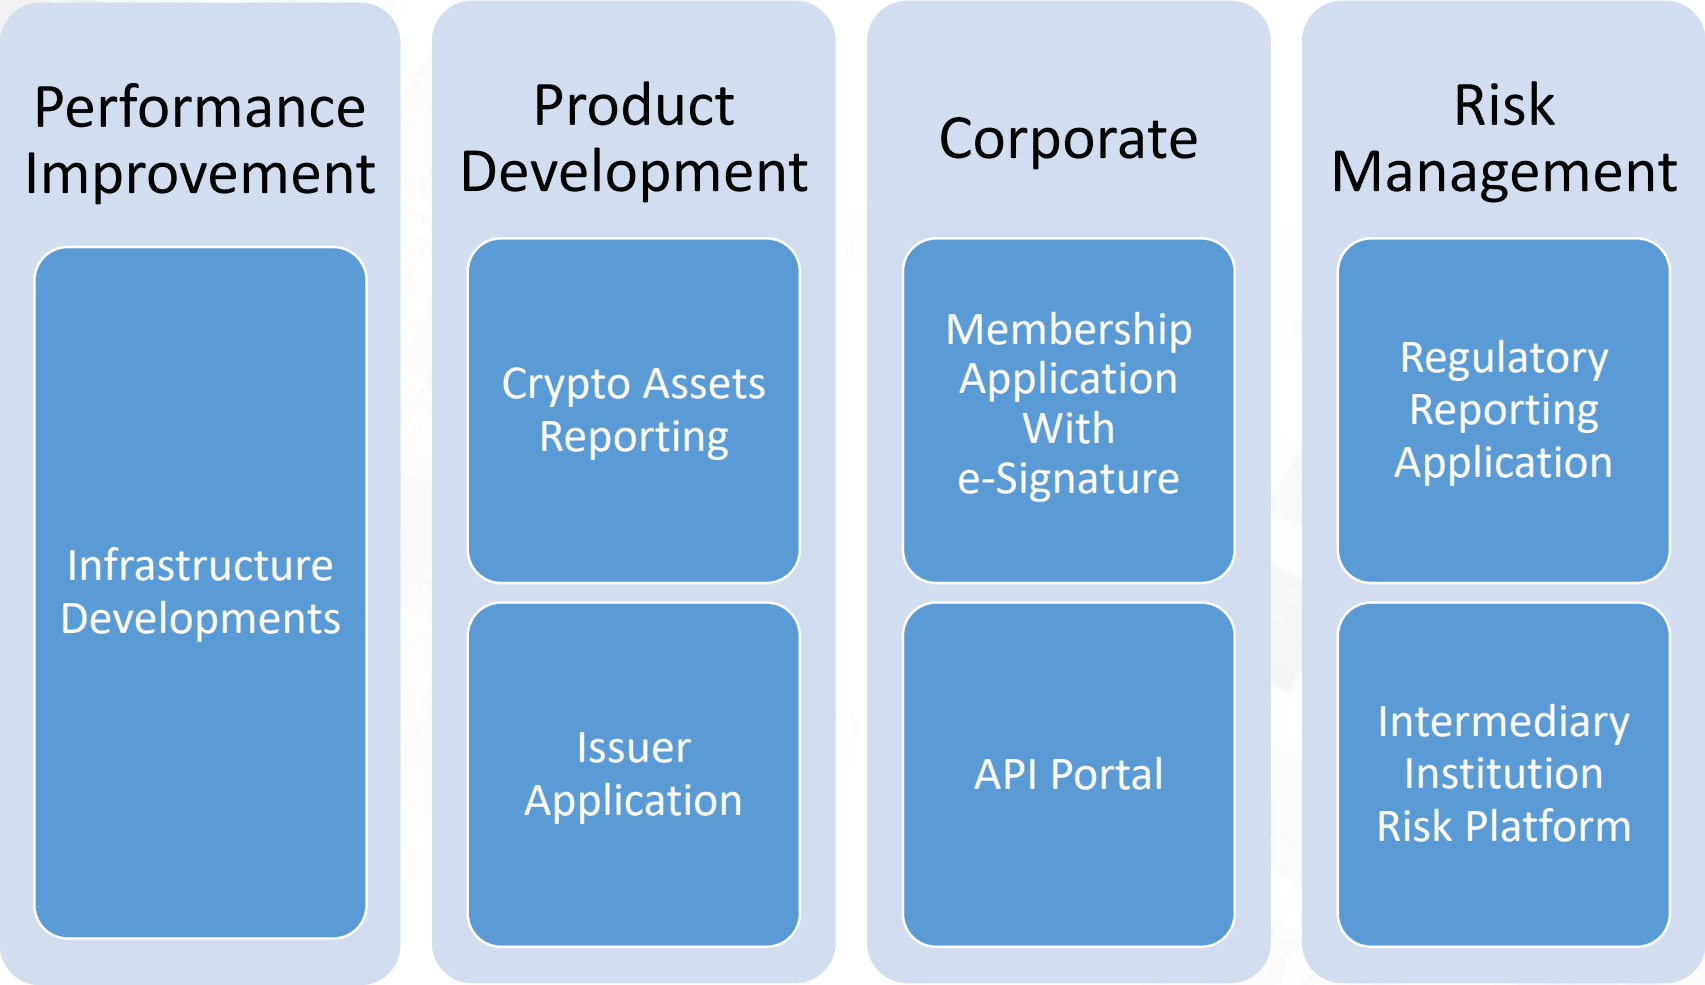 Performance
Improvement
Infrastructure
Developments
Product
Development
Crypto Assets
Reporting
Issuer
Application
Corporate
Membership
Application
With
e-Signature
API Portal
Risk
Management
Regulatory
Reporting
Application
Intermediary
Institution
Risk Platform